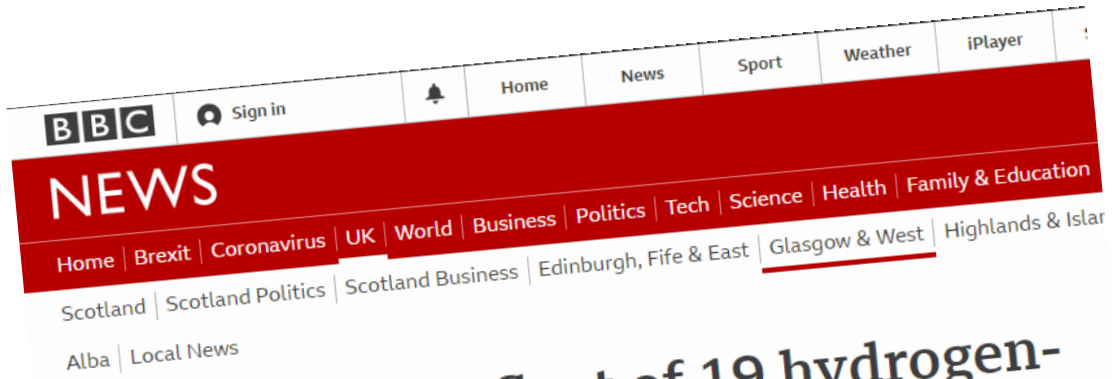 BBC Sign in Home News Sport Weather iPlayer
NEWS
Home Brexit Coronavirus UK World Business Politics Tech Science Health Family & Education
Scotland Scotland Politics Scotland Business Edinburgh, Fife & East Glasgow & West Highlands &
Alba Local News
of 19 hydrogen-